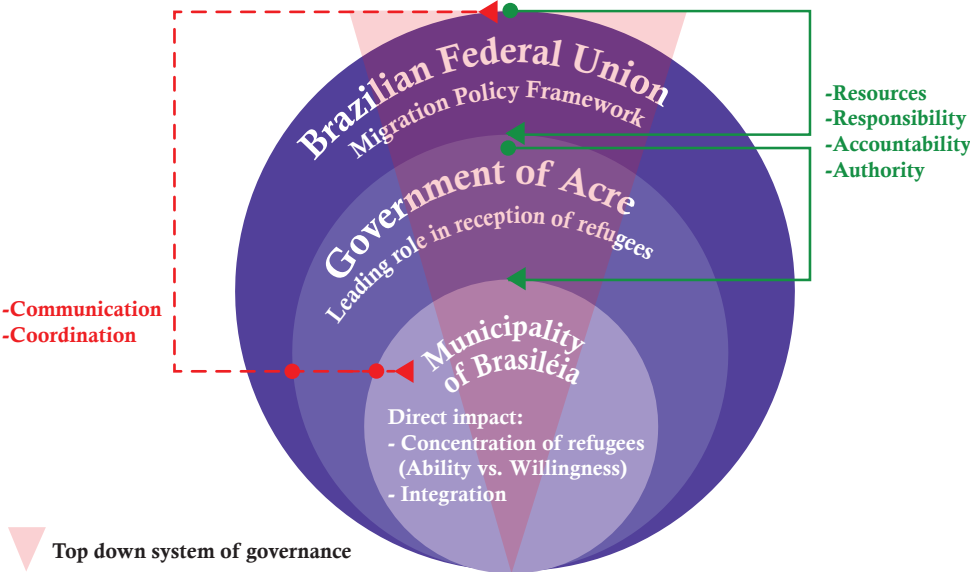 Brazilian Federal Union
Migration Policy Framework
-Resources
-Responsibility
-Accountability
-Authority
Government of Acre
Leading role in reception of refugees
-Communication
-Coordination
Municipality
of Brasiléia
Direct impact:
- Concentration of refugees
(Ability vs. Willingness)
- Integration
Top down system of governance